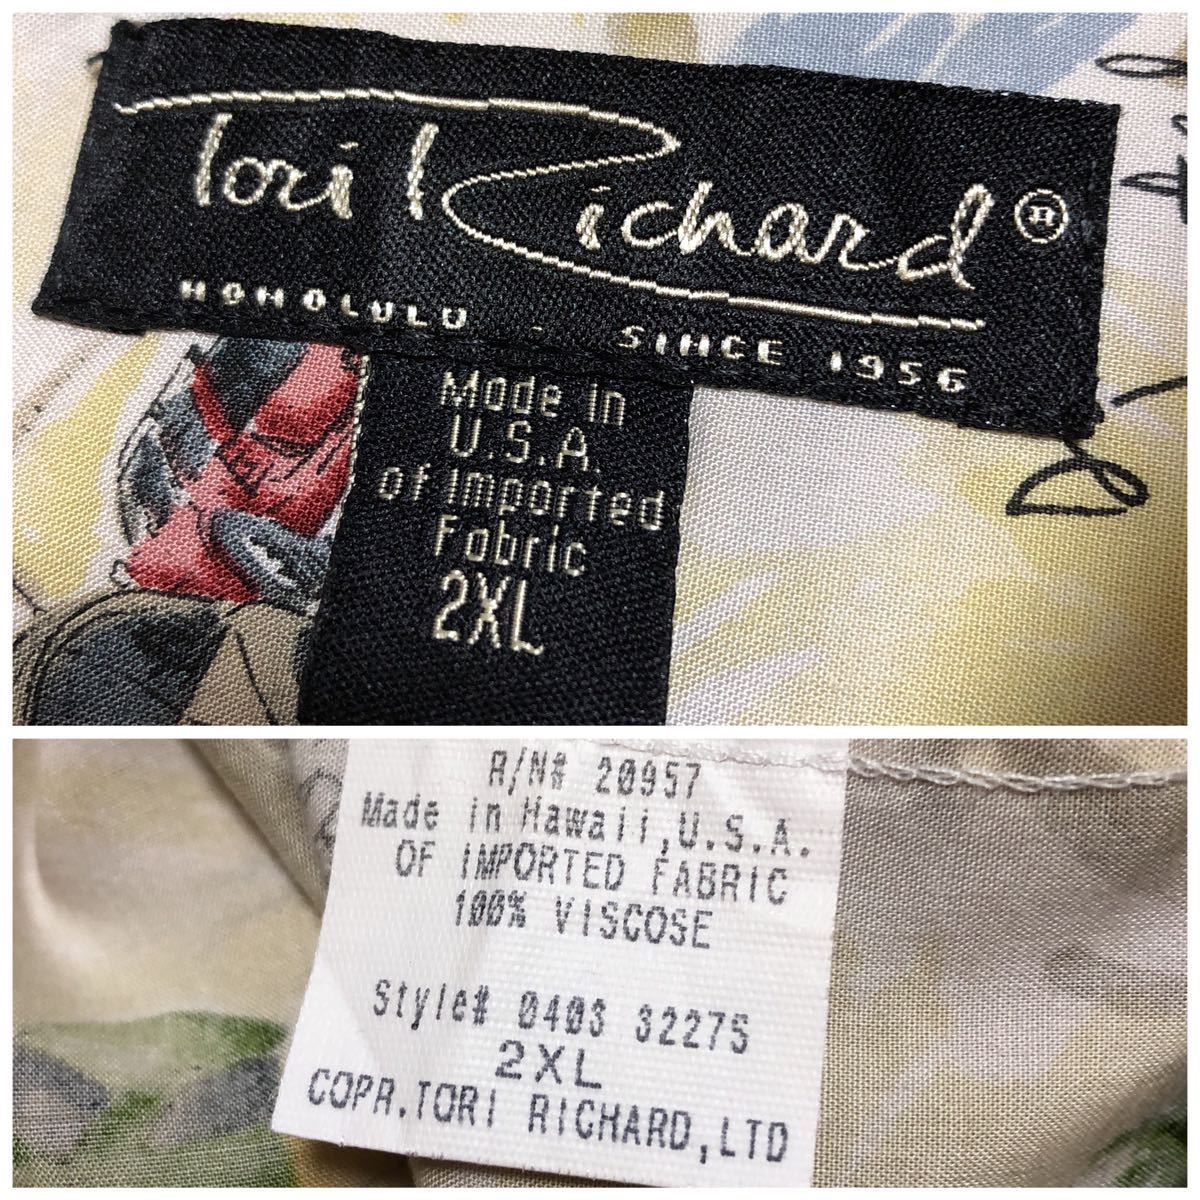 Tori Richard ®
HONOLULU · SINCE 1956
Made in
U.S.A.
of Imported
Fabric
2XL
R/N# 20957
Made in Hawaii,U.S.A.
OF IMPORTED FABRIC
100% VISCOSE
Style# 0403 32275
2XL
COPR.TORI RICHARD,LTD